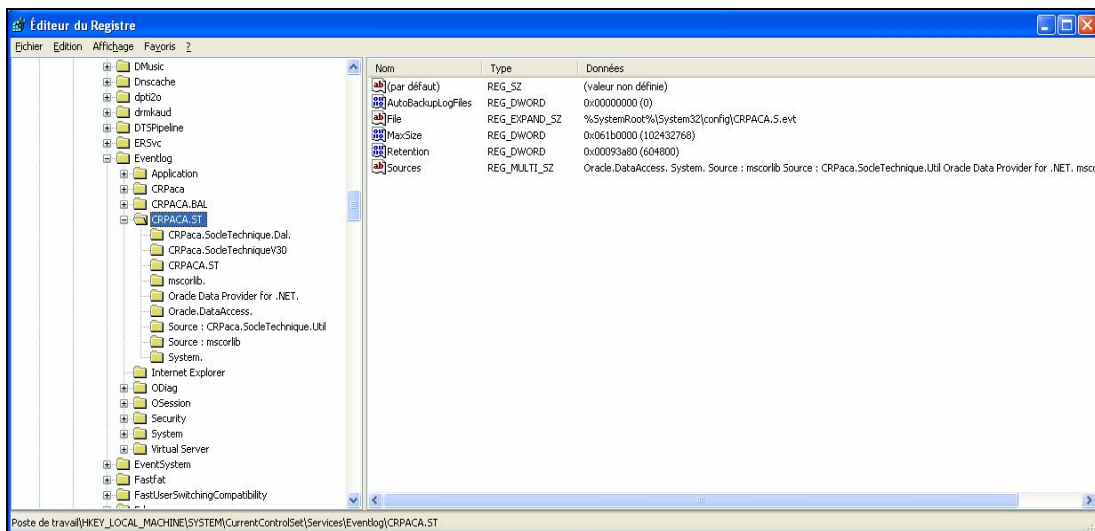 Éditeur du Registre
Fichier Edition Affichage Favoris ?
DMusic
Dnscache
dpti2o
drmkaud
DTSPipeline
ERSvc
Eventlog
Application
CRPaca
CRPACA.BAL
CRPACA.ST
CRPaca.SocleTechnique.Dal.
CRPaca.SocleTechniqueV30
CRPACA.ST
mscorlib.
Oracle Data Provider for .NET.
Oracle.DataAccess.
Source : CRPaca.SocleTechnique.Util
Source : mscorlib
System.
Internet Explorer
ODiag
OSession
Security
System
Virtual Server
EventSystem
Fastfat
FastUserSwitchingCompatibility
Nom Type Données
(par défaut) REG_SZ (valeur non définie)
AutoBackupLogFiles REG_DWORD 0x00000000 (0)
File REG_EXPAND_SZ %SystemRoot%\System32\config\CRPACA.S.evt
MaxSize REG_DWORD 0x061b0000 (102432768)
Retention REG_DWORD 0x00093a80 (604800)
Sources REG_MULTI_SZ Oracle.DataAccess. System. Source : mscorlib Source : CRPaca.SocleTechnique.Util Oracle Data Provider for .NET. msco
Poste de travail\HKEY_LOCAL_MACHINE\SYSTEM\CurrentControlSet\Services\Eventlog\CRPACA.ST